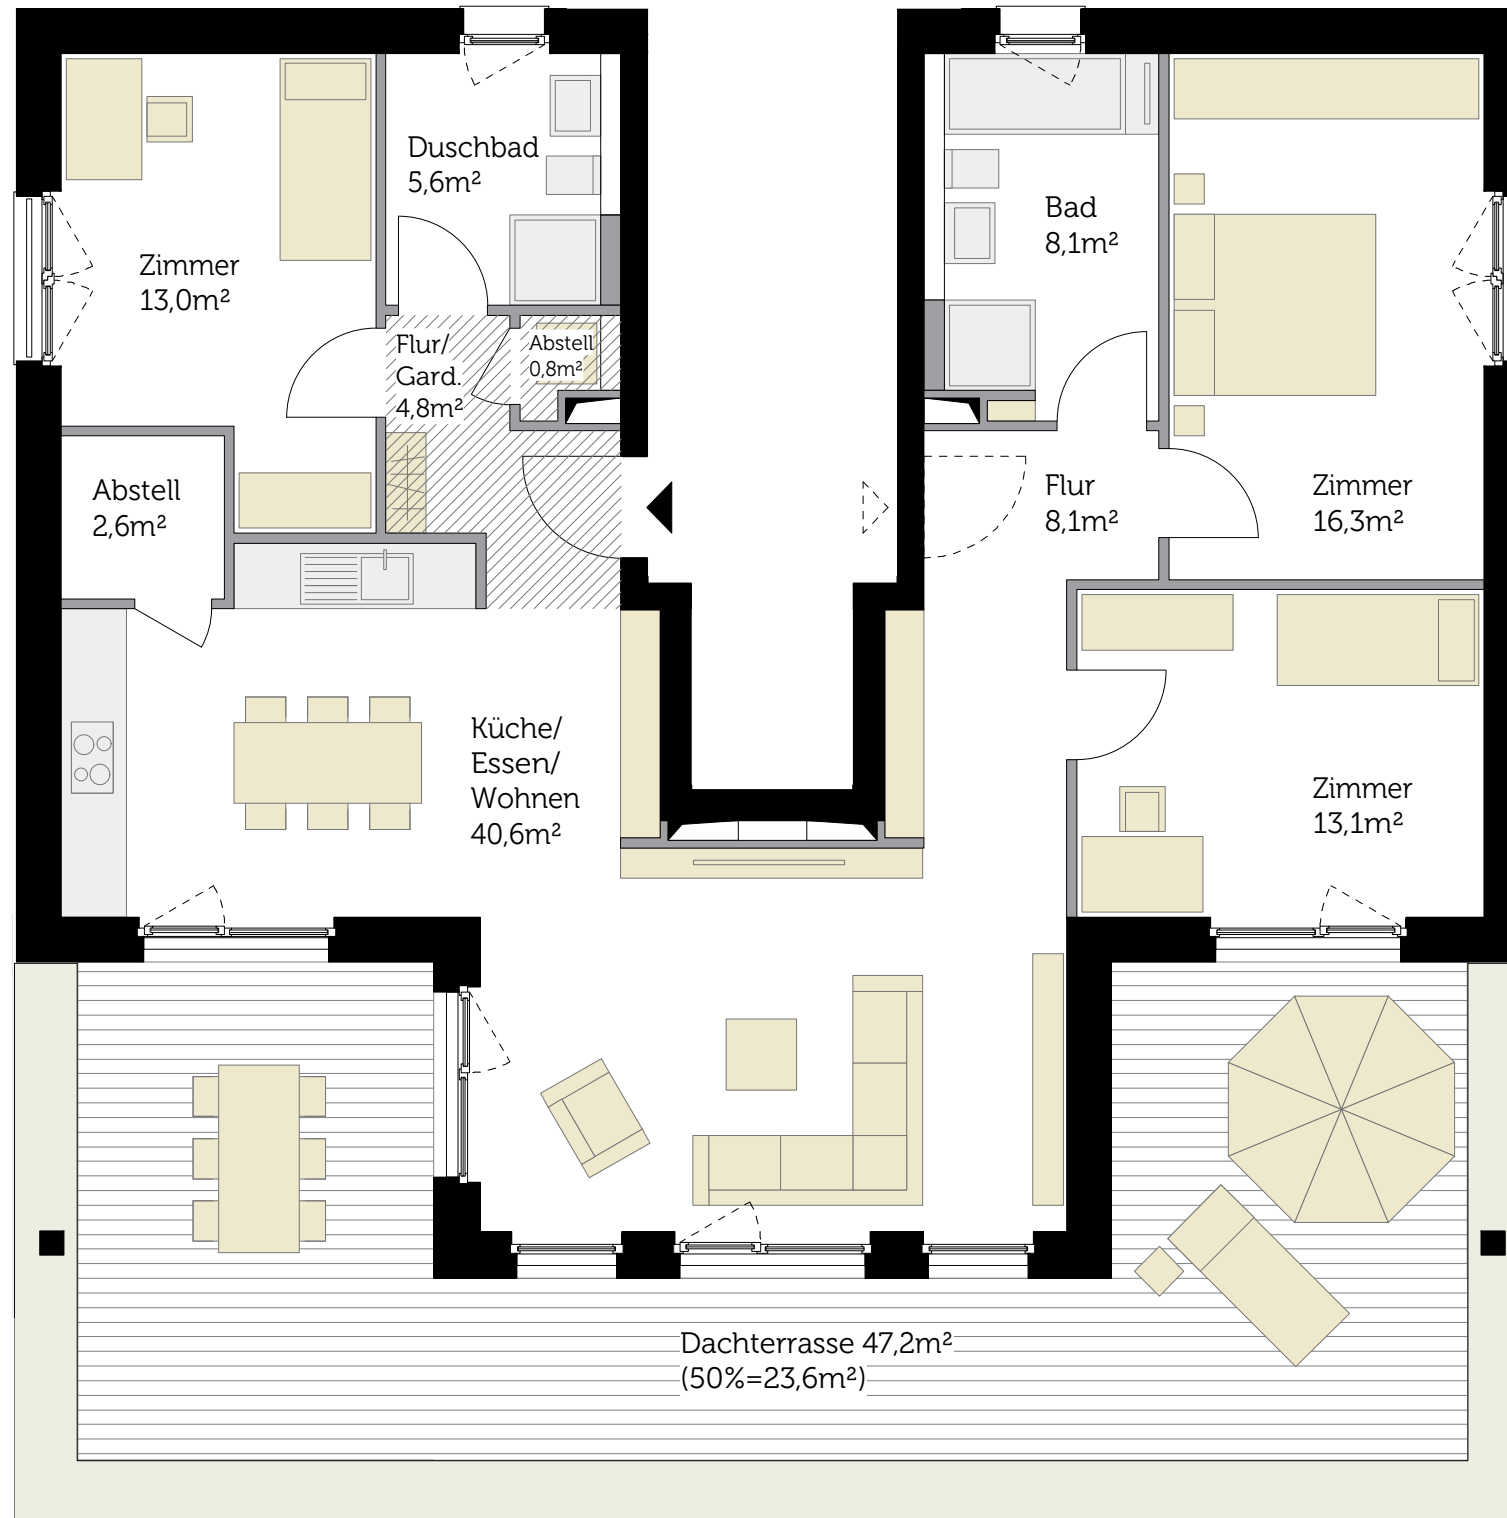 Duschbad
5,6m²
Bad
8,1m²
Zimmer
13,0m²
Flur/
Gard.
4,8m²
Abstell
0,8m²
Abstell
2,6m²
Flur
8,1m²
Zimmer
16,3m²
Küche/
Essen/
Wohnen
40,6m²
Zimmer
13,1m²
Dachterrasse 47,2m²
(50%=23,6m²)